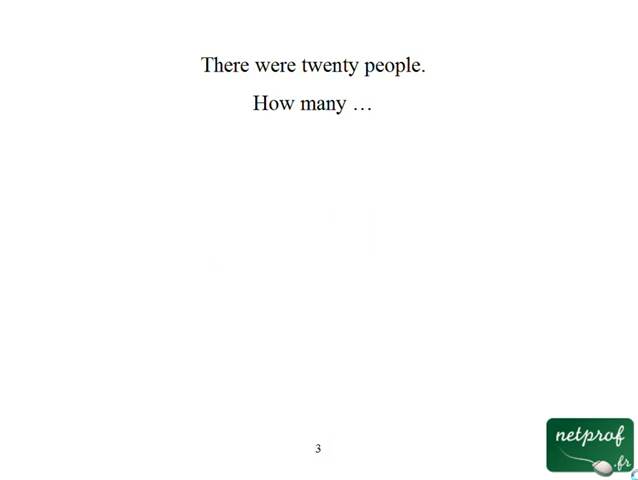 There were twenty people.
How many …
3
netprof
.fr